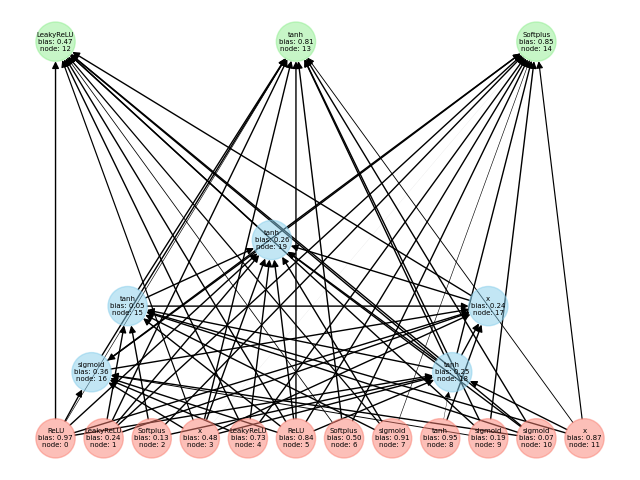 LeakyReLU
bias: 0.47
node: 12
tanh
bias: 0.81
node: 13
Softplus
bias: 0.85
node: 14
tanh
bias: 0.26
node: 19
tanh
bias: 0.05
node: 15
x
bias: 0.24
node: 17
sigmoid
bias: 0.36
node: 16
tanh
bias: 0.25
node: 18
ReLU
bias: 0.97
node: 0
LeakyReLU
bias: 0.24
node: 1
Softplus
bias: 0.13
node: 2
x
bias: 0.48
node: 3
LeakyReLU
bias: 0.73
node: 4
ReLU
bias: 0.84
node: 5
Softplus
bias: 0.50
node: 6
sigmoid
bias: 0.91
node: 7
tanh
bias: 0.95
node: 8
sigmoid
bias: 0.19
node: 9
sigmoid
bias: 0.07
node: 10
x
bias: 0.87
node: 11